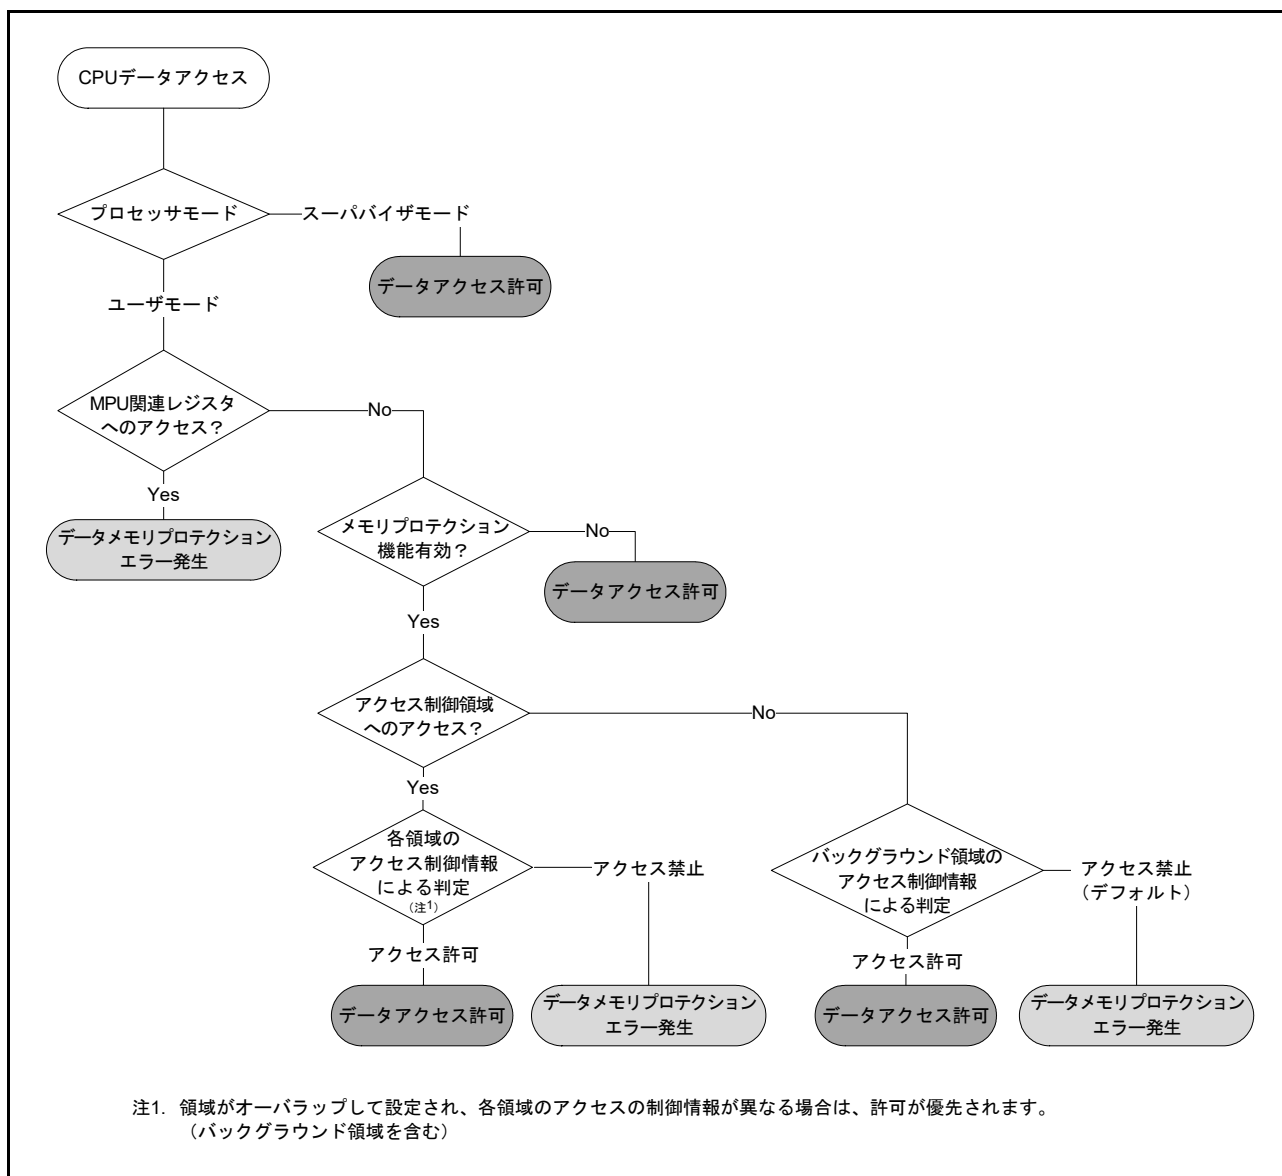 CPUデータアクセス
プロセッサモード
スーパバイザモード
データアクセス許可
ユーザモード
MPU関連レジスタ
へのアクセス？
No
Yes
データメモリプロテクション
エラー発生
メモリプロテクション
機能有効？
No
データアクセス許可
Yes
アクセス制御領域
へのアクセス？
No
Yes
各領域の
アクセス制御情報
による判定
（注1）
アクセス禁止
バックグラウンド領域の
アクセス制御情報
による判定
アクセス禁止
（デフォルト）
アクセス許可
アクセス許可
データアクセス許可
データメモリプロテクション
エラー発生
データアクセス許可
データメモリプロテクション
エラー発生
注1. 領域がオーバラップして設定され、各領域のアクセスの制御情報が異なる場合は、許可が優先されます。
（バックグラウンド領域を含む）